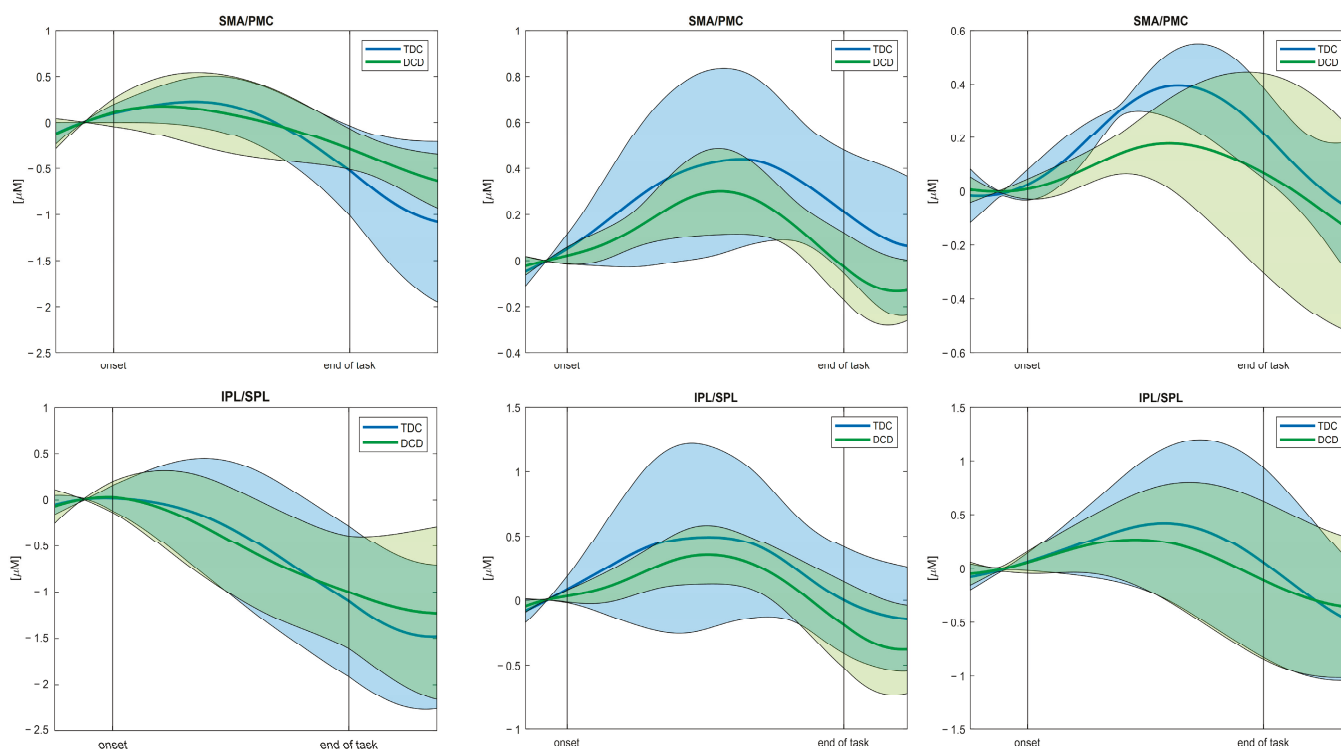 SMA/PMC
1
0.5
0
− 0.5
− 1
− 1.5
− 2
− 2.5
[μM]
TDC
DCD
onset
end of task
SMA/PMC
1
0.8
0.6
0.4
0.2
0
− 0.2
− 0.4
[μM]
TDC
DCD
onset
end of task
SMA/PMC
0.6
0.4
0.2
0
− 0.2
− 0.4
− 0.6
[μM]
TDC
DCD
onset
end of task
IPL/SPL
1
0.5
0
− 0.5
− 1
− 1.5
− 2
− 2.5
[μM]
TDC
DCD
onset
end of task
IPL/SPL
1.5
1
0.5
0
− 0.5
− 1
[μM]
TDC
DCD
onset
end of task
IPL/SPL
1.5
1
0.5
0
− 0.5
− 1
− 1.5
[μM]
TDC
DCD
onset
end of task